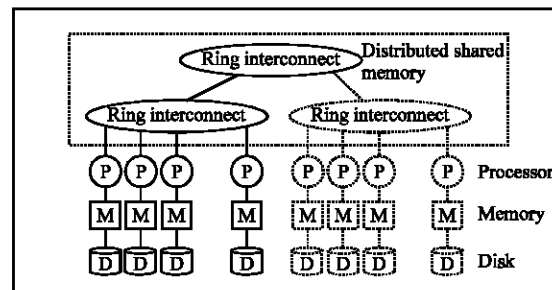 Ring interconnect
Distributed shared
memory
Ring interconnect Ring interconnect
P P P P P P P P Processor
M M M M M M M M Memory
D D D D D D D D Disk